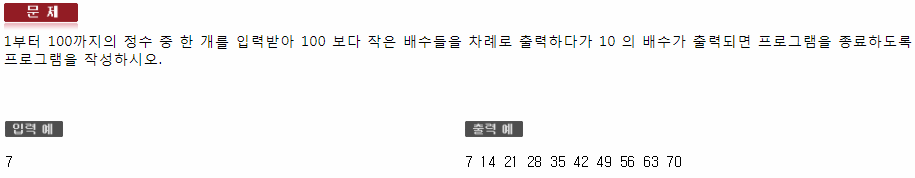 문 제
1부터 100까지의 정수 중 한 개를 입력받아 100 보다 작은 배수들을 차례로 출력하다가 10 의 배수가 출력되면 프로그램을 종료하도록
프로그램을 작성하시오.
입력 예
출력 예
7
7 14 21 28 35 42 49 56 63 70